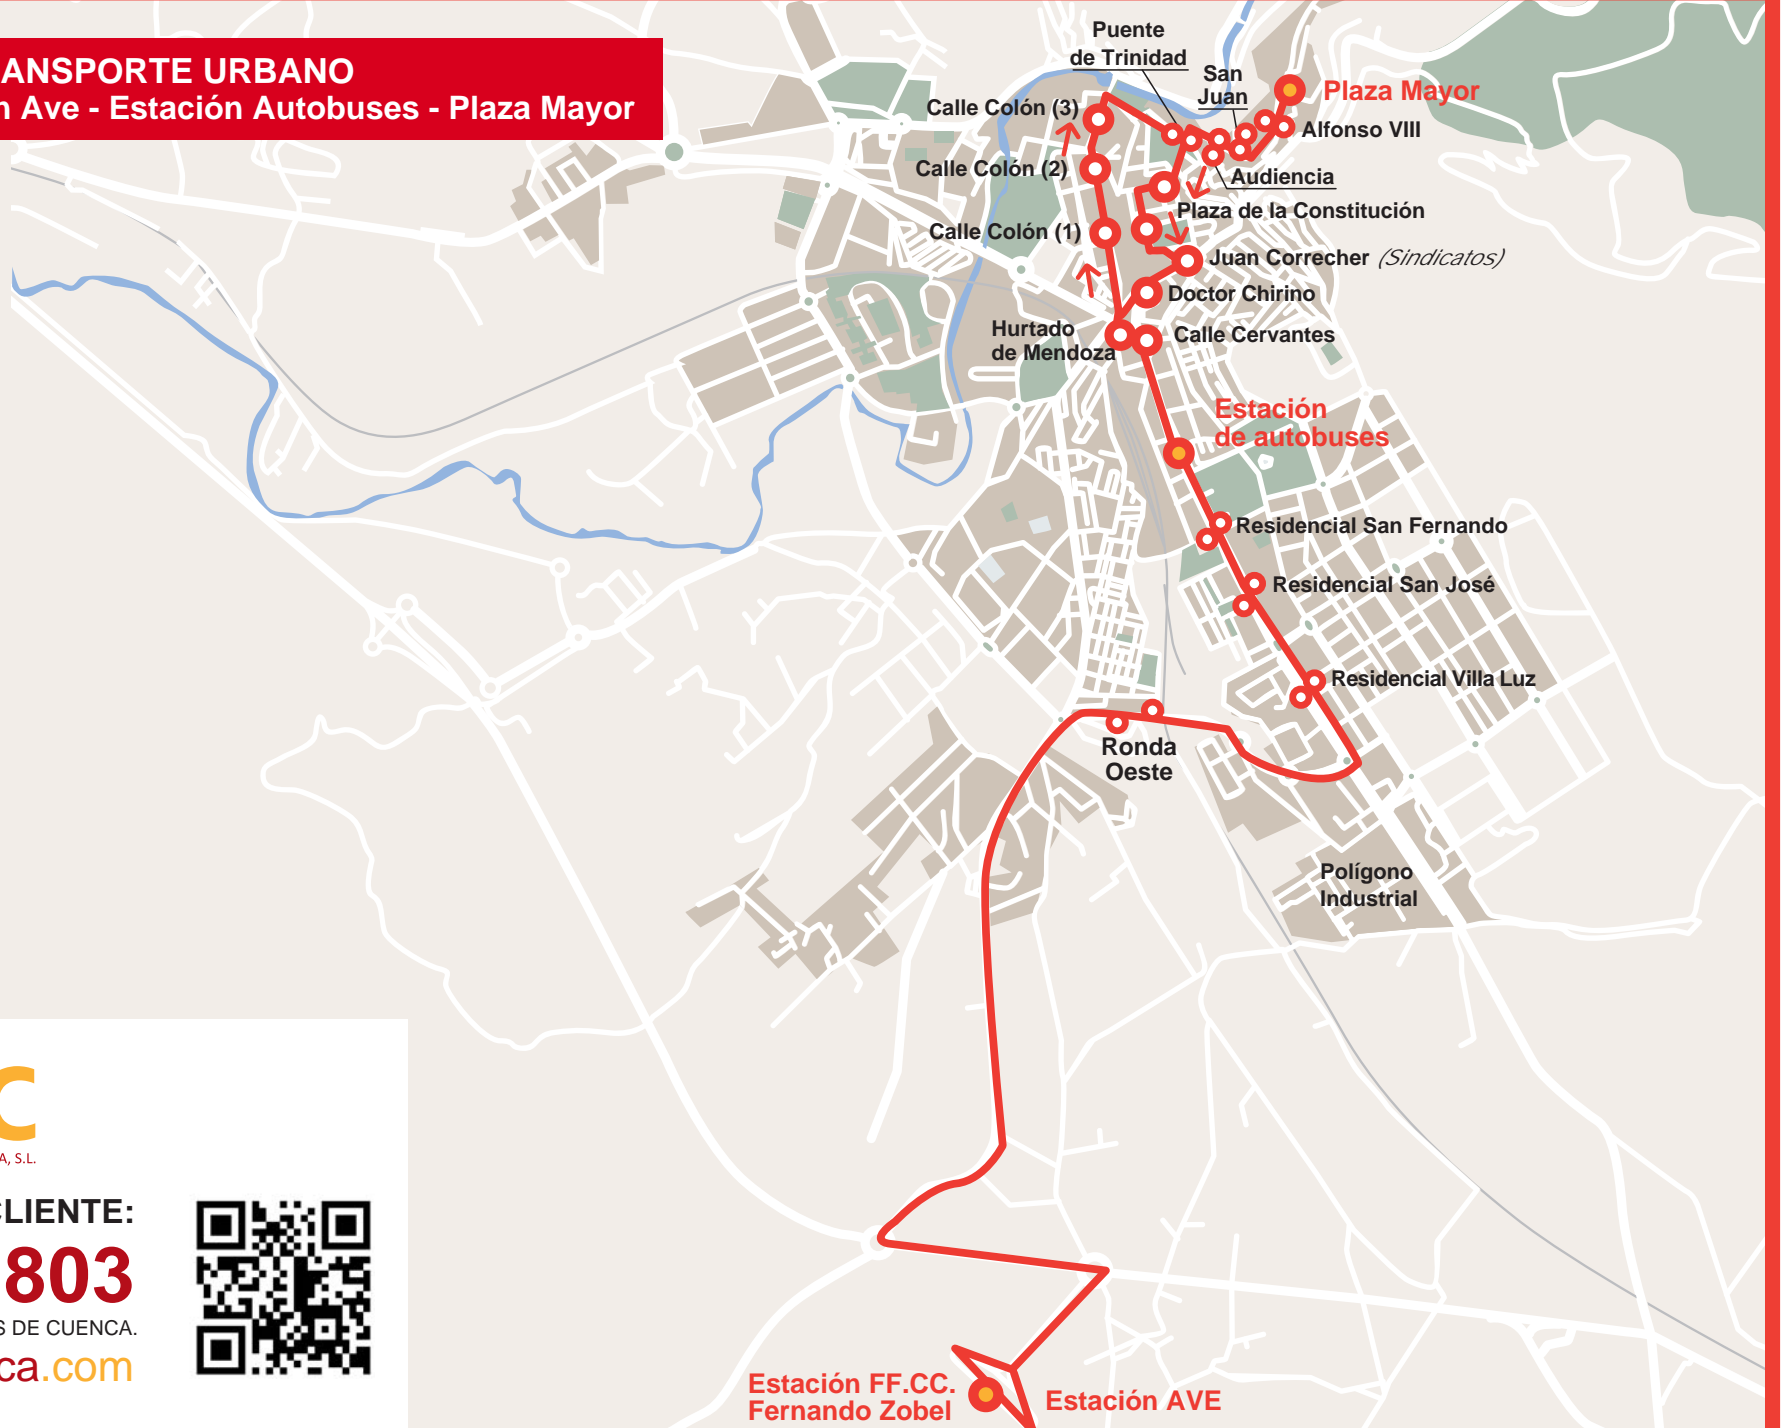 ANSPORTE URBANO
n Ave - Estación Autobuses - Plaza Mayor
Puente
de Trinidad
San
Juan
Plaza Mayor
Calle Colón (3)
Alfonso VIII
Calle Colón (2)
Audiencia
Plaza de la Constitución
Calle Colón (1)
Juan Correcher (Sindicatos)
Doctor Chirino
Hurtado
de Mendoza
Calle Cervantes
Estación
de autobuses
Residencial San Fernando
Residencial San José
Residencial Villa Luz
Ronda
Oeste
Polígono
Industrial
C
A, S.L.
CLIENTE:
803
S DE CUENCA.
ca.com
Estación FF.CC.
Fernando Zobel
Estación AVE